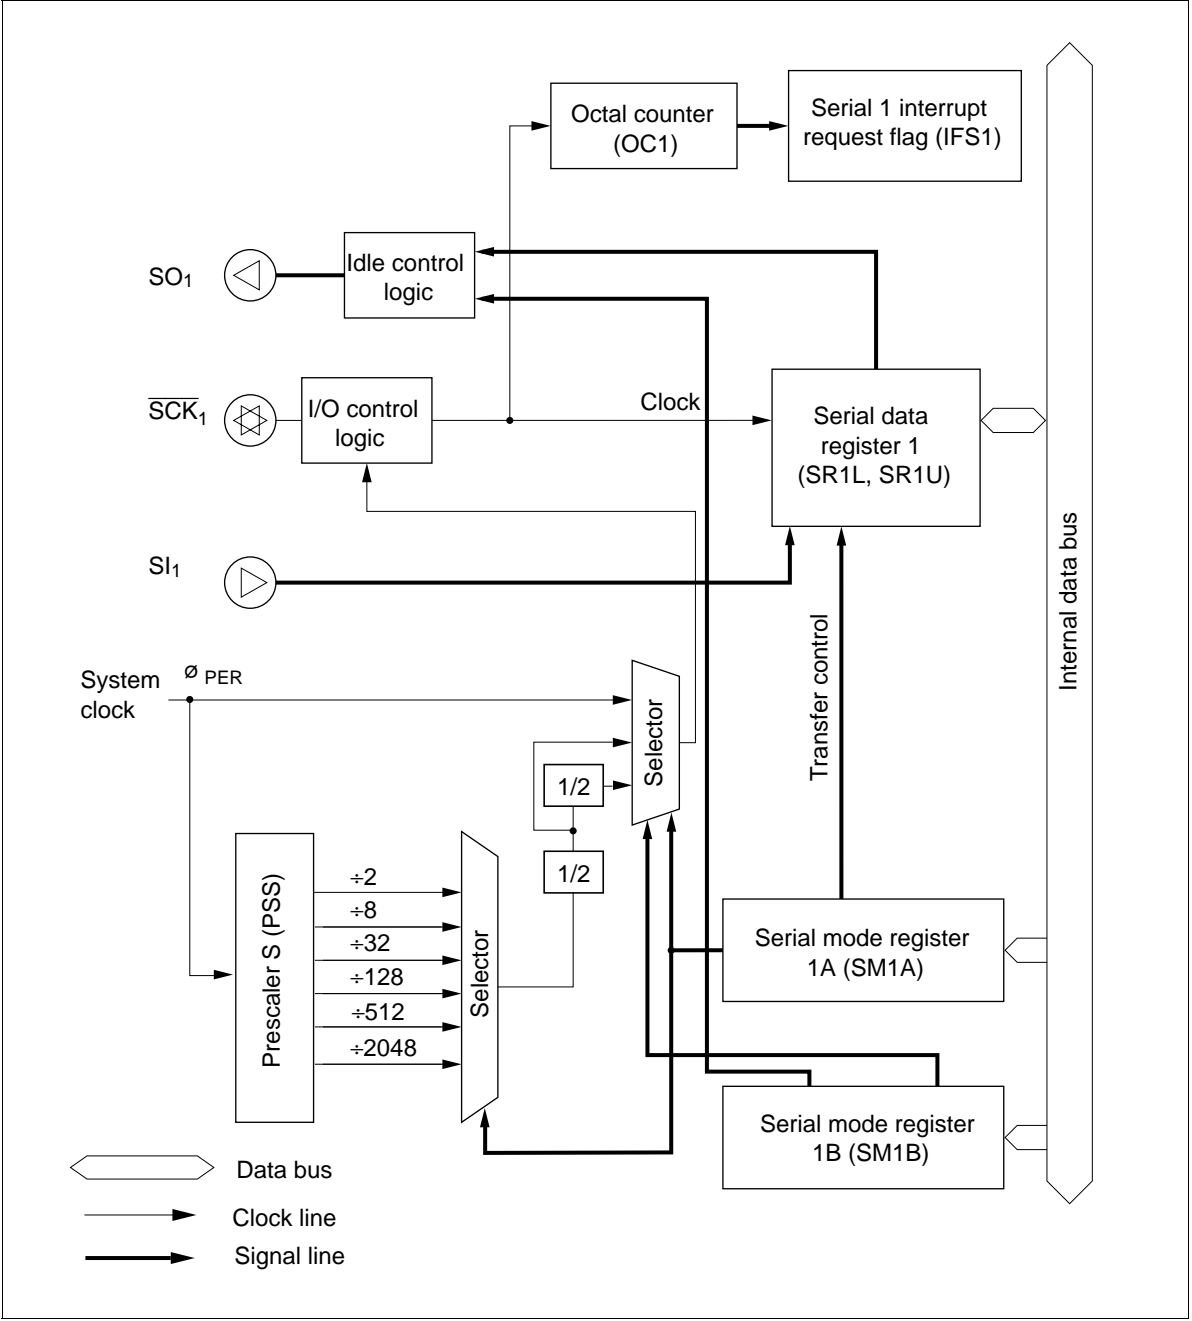 Octal counter
(OC1)
Serial 1 interrupt
request flag (IFS1)
SO1
Idle control
logic
SCK1
I/O control
logic
Clock
Serial data
register 1
(SR1L, SR1U)
Internal data bus
SI1
Transfer control
System
clock
ø PER
Selector
1/2
1/2
Prescaler S (PSS)
÷2
÷8
÷32
÷128
÷512
÷2048
Selector
Serial mode register
1A (SM1A)
Serial mode register
1B (SM1B)
Data bus
Clock line
Signal line